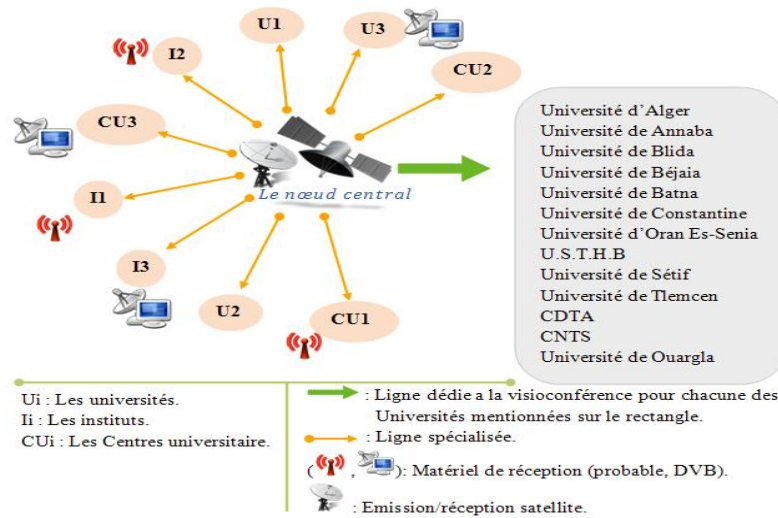 U1
U3
I2
CU2
CU3
I1
I3
U2
CU1
Le nœud central
Université d'Alger
Université de Annaba
Université de Blida
Université de Béjaia
Université de Batna
Université de Constantine
Université d'Oran Es-Senia
U.S.T.H.B
Université de Sétif
Université de Tlemcen
CDTA
CNTS
Université de Ouargla
Ui : Les universités.
Ii : Les instituts.
CUi : Les Centres universitaire.
: Ligne dédie a la visioconférence pour chacune des
Universités mentionnées sur le rectangle.
: Ligne spécialisée.
( , ): Matériel de réception (probable, DVB).
: Emission/réception satellite.